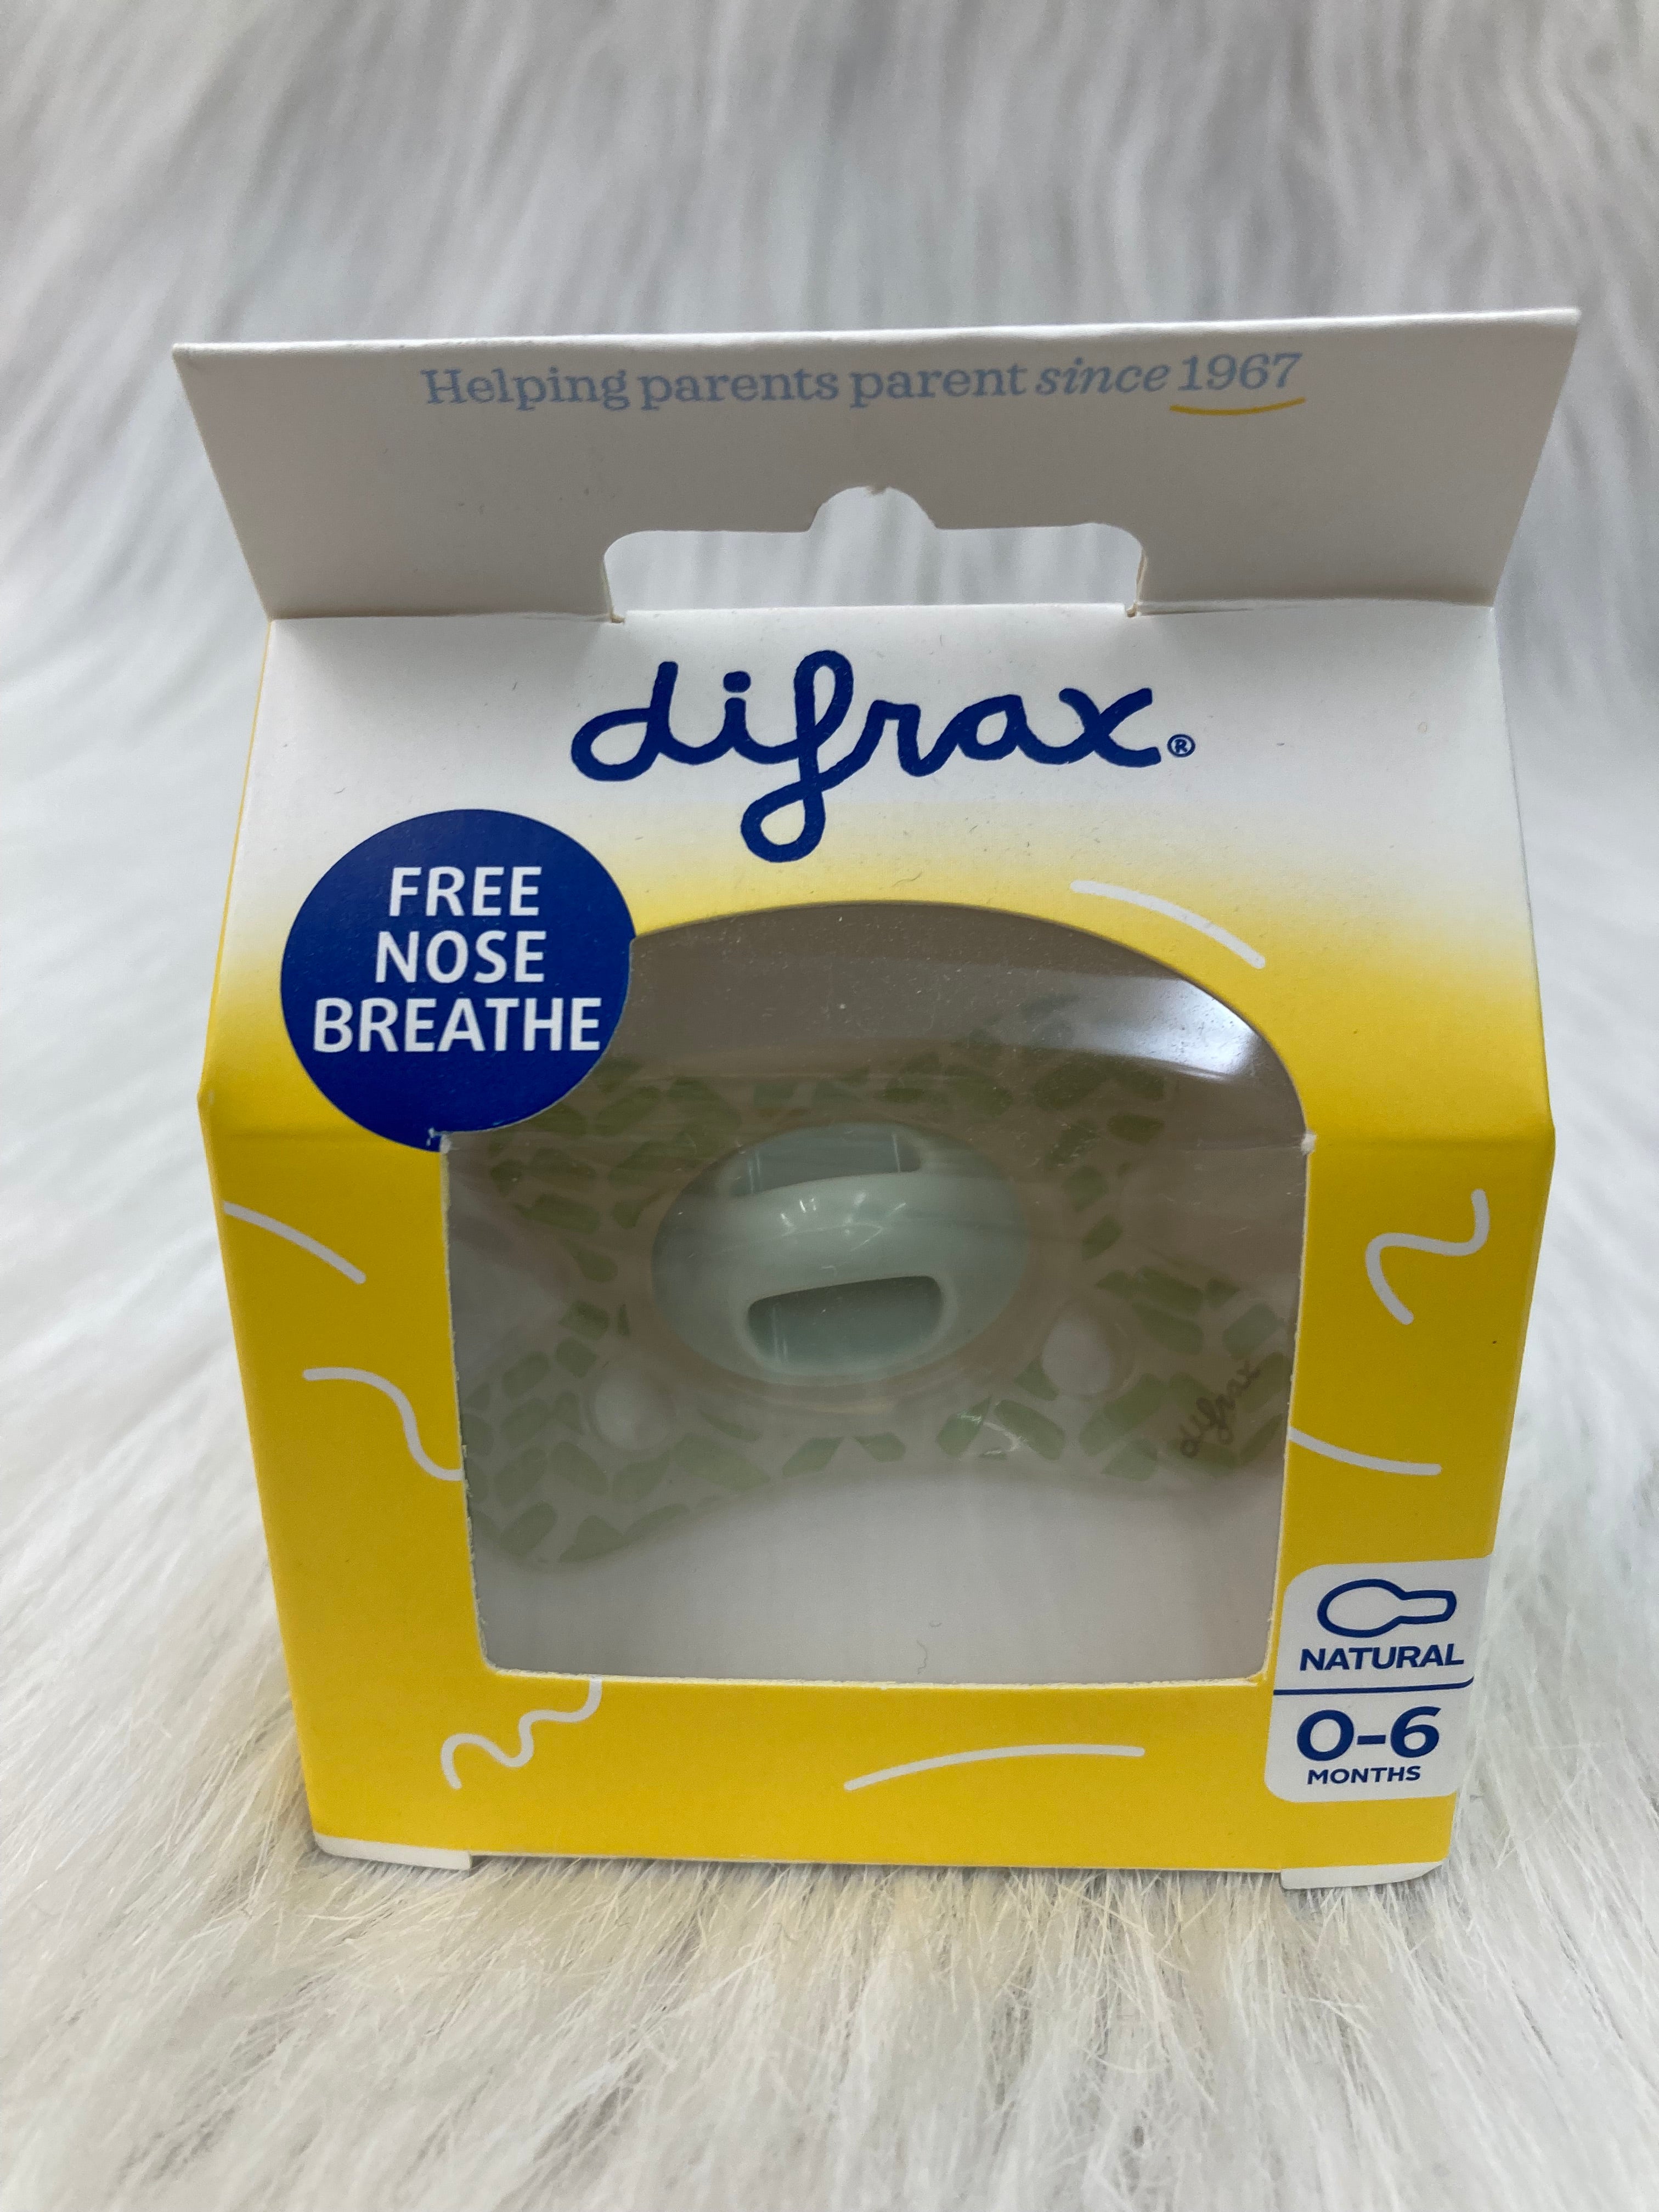 Helping parents parent since 1967
difrax®
FREE
NOSE
BREATHE
difrax
NATURAL
0-6
MONTHS